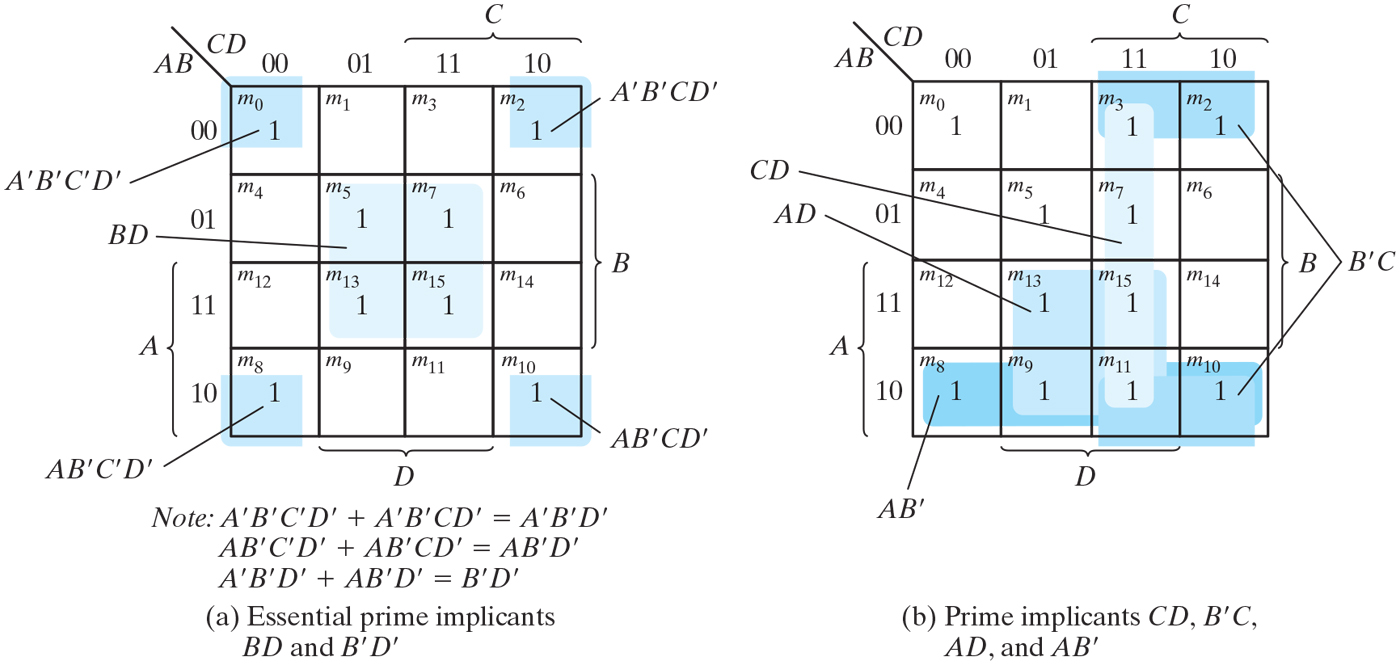 C
CD
AB
00 01 11 10
m0 m1 m3 m2
00 1 1
A′B′CD′
A′B′C′D′
m4 m5 m7 m6
01 1 1
BD
B
m12 m13 m15 m14
11 1 1
A
m8 m9 m11 m10
10 1 1
AB′CD′
AB′C′D′
D
Note: A′B′C′D′ + A′B′CD′ = A′B′D′
AB′C′D′ + AB′CD′ = AB′D′
A′B′D′ + AB′D′ = B′D′
(a) Essential prime implicants
BD and B′D′
C
CD
AB
00 01 11 10
m0 m1 m3 m2
00 1 1 1
CD
m4 m5 m7 m6
01 1 1
AD
B
B′C
m12 m13 m15 m14
11 1 1
A
m8 m9 m11 m10
10 1 1 1 1
D
AB′
(b) Prime implicants CD, B′C,
AD, and AB′